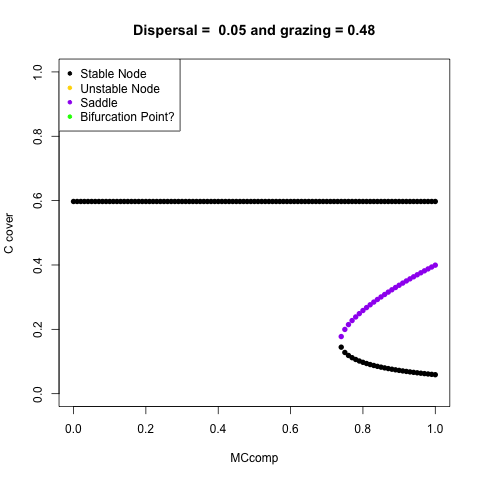 Dispersal =  0.05 and grazing = 0.48
Stable Node
Unstable Node
Saddle
Bifurcation Point?
C cover
1.0
0.8
0.6
0.4
0.2
0.0
0.0 0.2 0.4 0.6 0.8 1.0
MCcomp